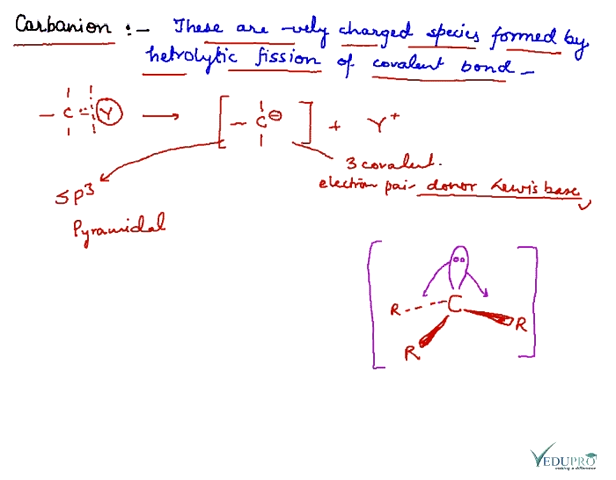 Carbanion :- These are -vely charged species formed by
hetrolytic fission of covalent bond -
- C = Y → [ - C ⊖ ] + Y+
3 covalent.
electron pair donor Lewis base
SP3
Pyramidal
R C R
R
VEDUPRO